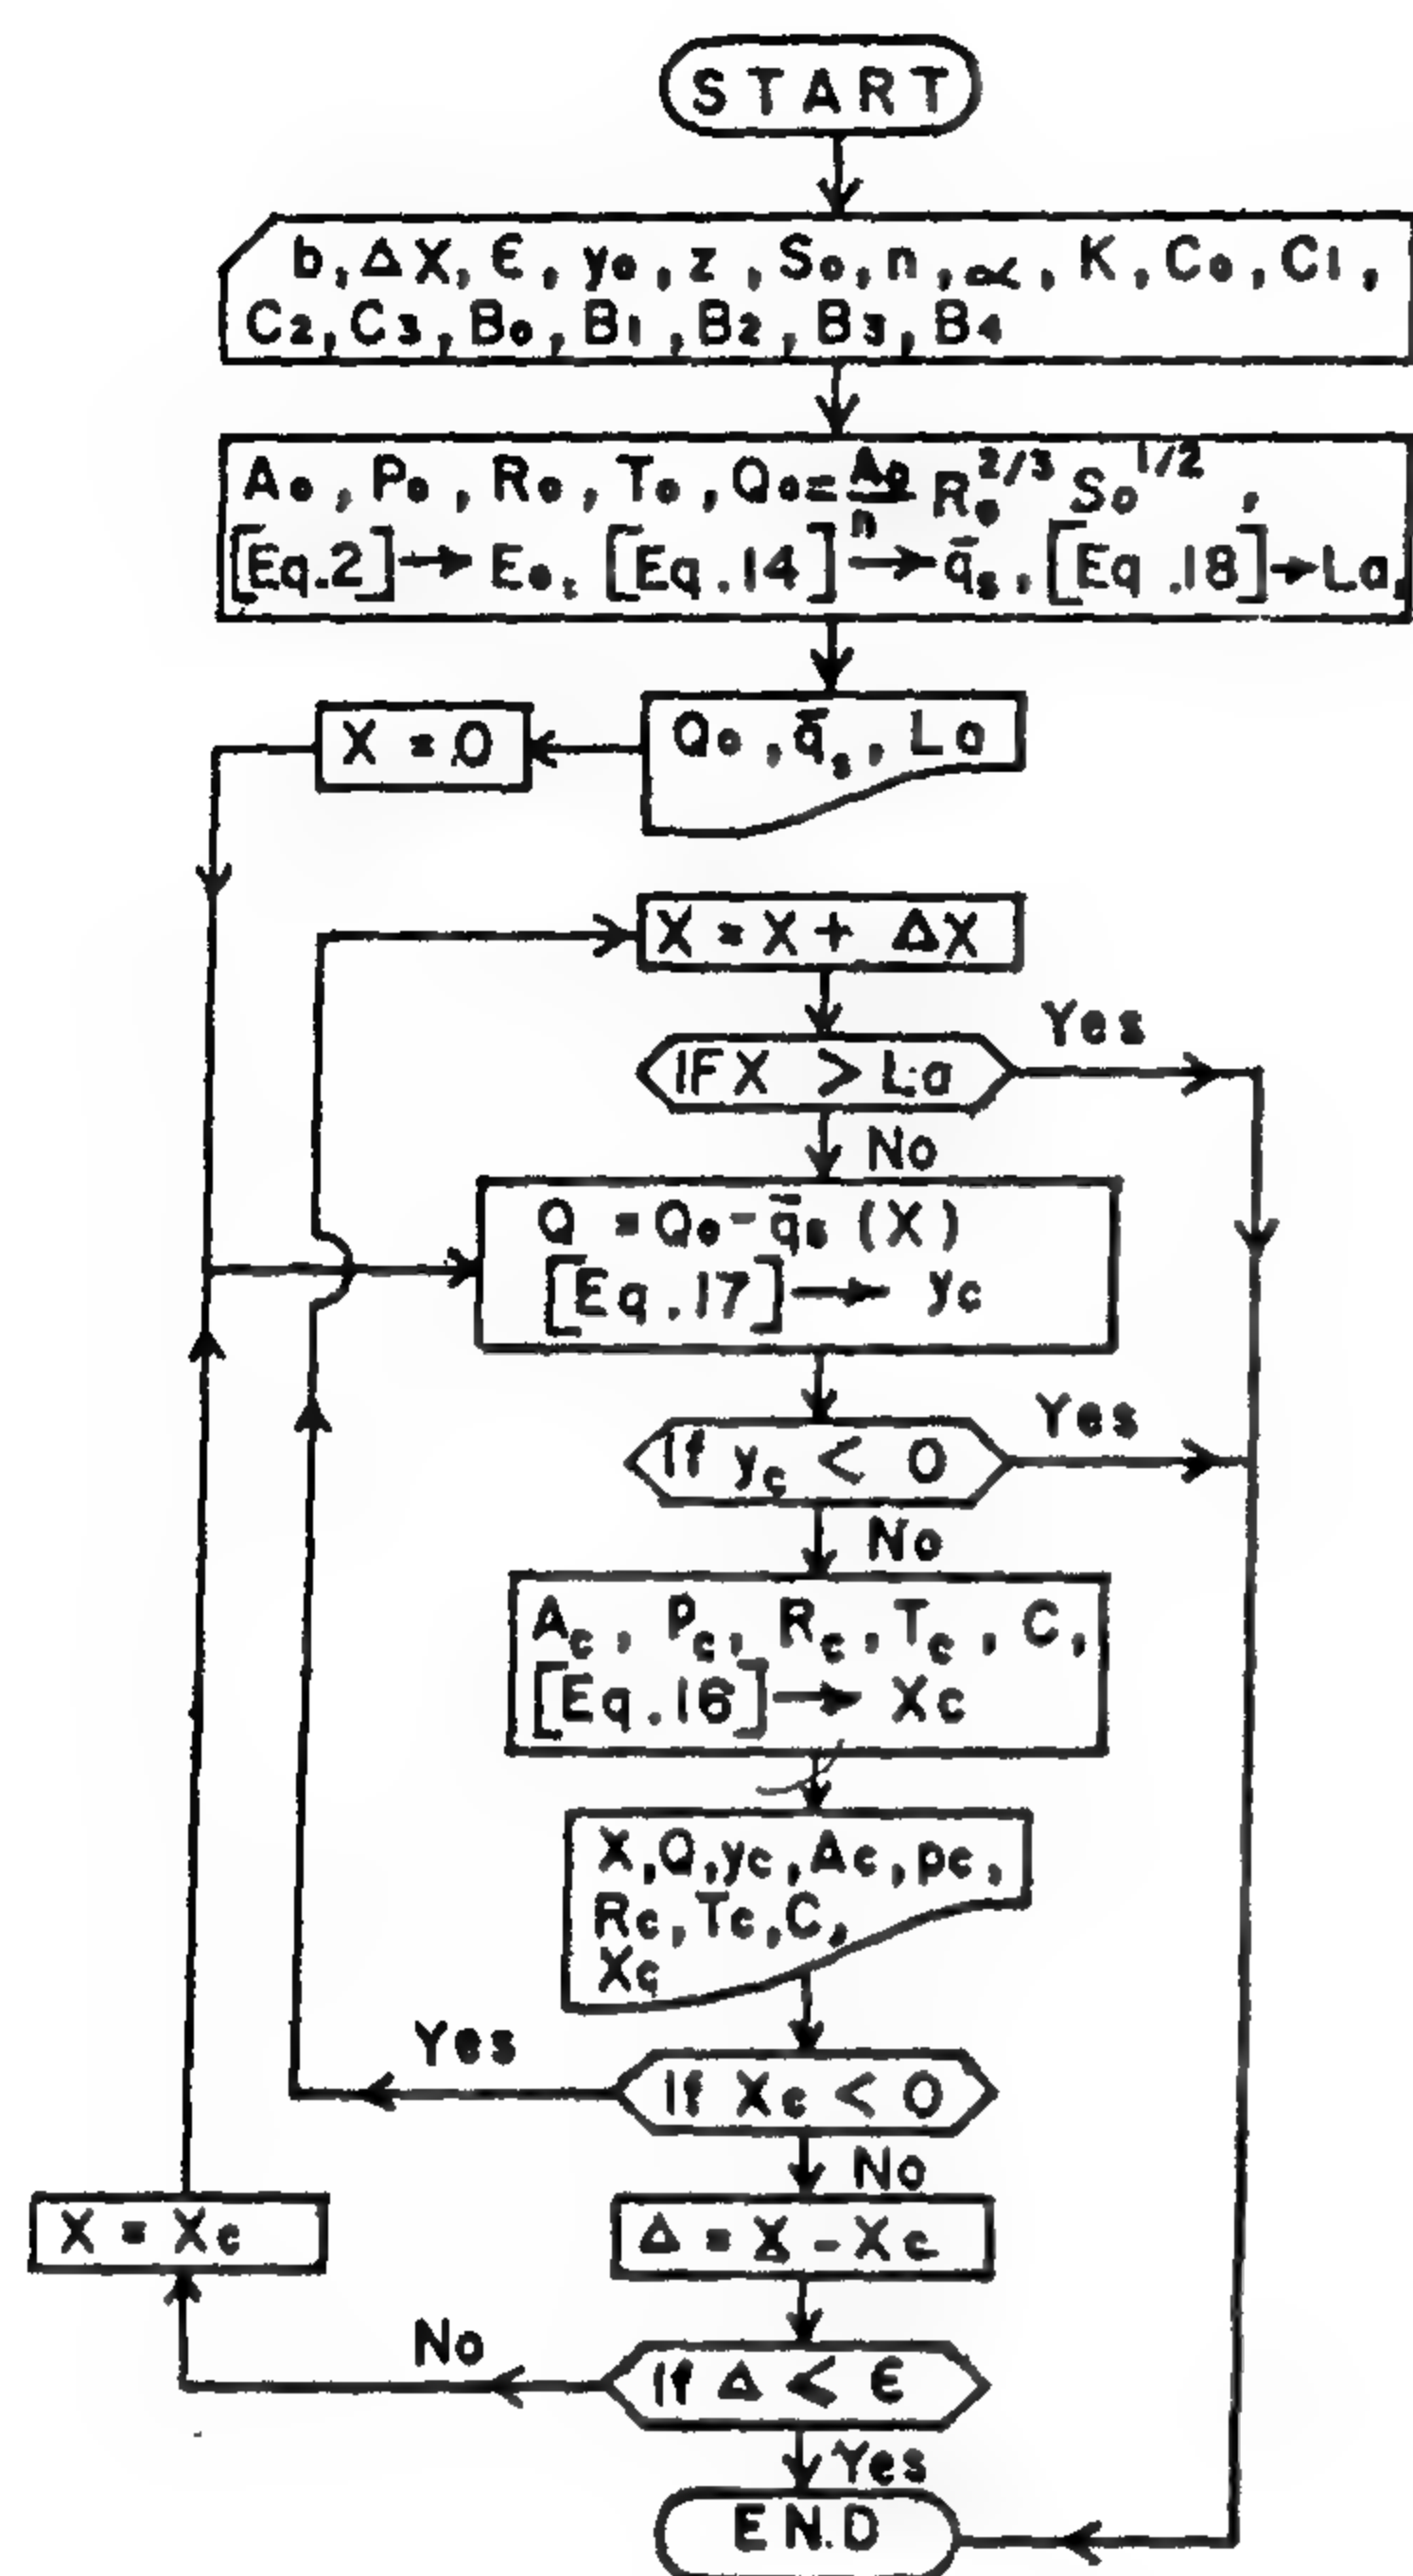 START
b, ΔX, ϵ, yo, z, So, n, α, K, Co, C1,
C2, C3, Bo, B1, B2, B3, B4
Ao, Po, Ro, To, Qo = Ao/n Ro^2/3 So^1/2,
[Eq.2] → Eo, [Eq.14] → q̄s, [Eq.18] → La,
X = 0
Qo, q̄s, La
X = X + ΔX
IF X > La
Yes
No
Q = Qo - q̄s (X)
[Eq.17] → yc
If yc < 0
Yes
No
Ac, Pc, Rc, Tc, C,
[Eq.16] → Xc
X, Q, yc, Ac, pc,
Rc, Tc, C,
Xc
Yes
If Xc < 0
No
X = Xc
Δ = X - Xc
No
If Δ < ϵ
Yes
EN.D